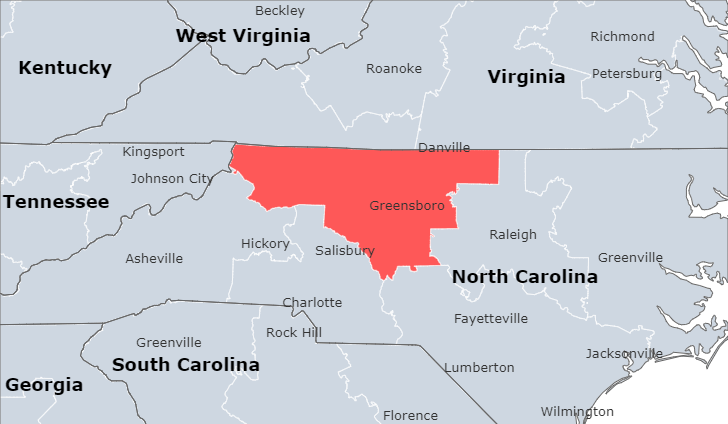 Beckley
West Virginia
Richmond
Kentucky
Roanoke
Virginia
Petersburg
Danville
Kingsport
Johnson City
Tennessee
Greensboro
Raleigh
Hickory
Salisbury
Asheville
Greenville
North Carolina
Charlotte
Fayetteville
Rock Hill
Greenville
Jacksonville
South Carolina
Lumberton
Georgia
Florence
Wilmington